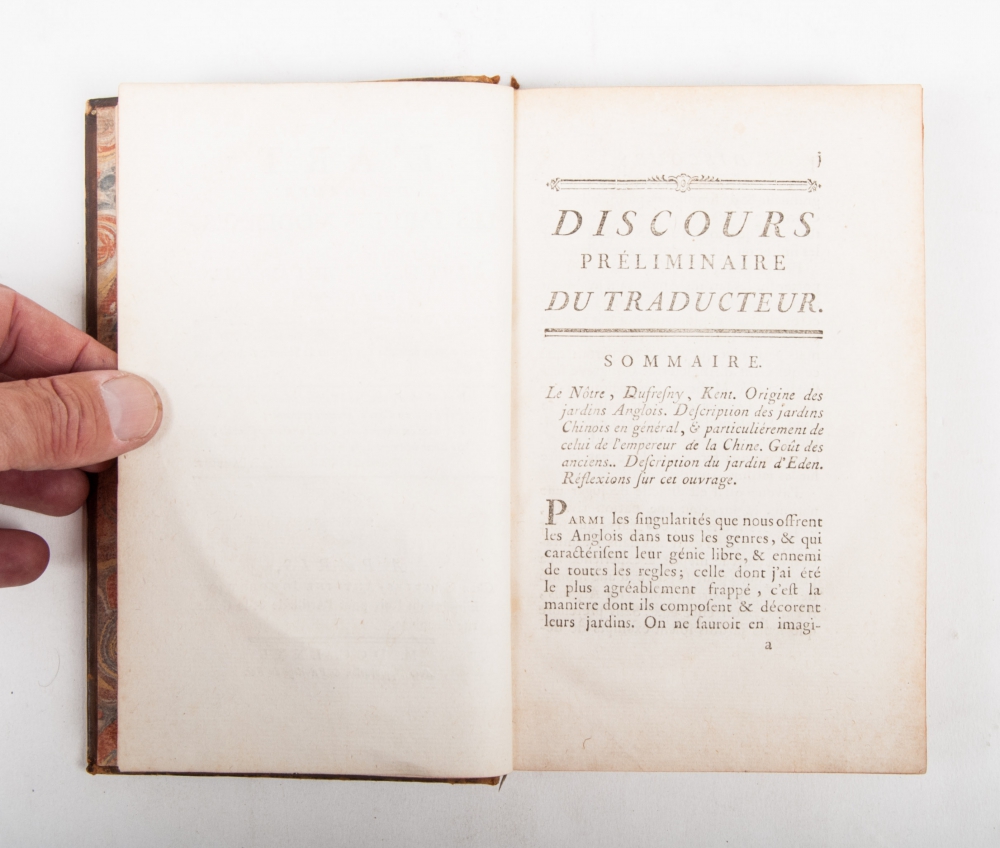 j
DISCOURS
PRÉLIMINAIRE
DU TRADUCTEUR.
SOMMAIRE.
Le Nôtre, Dufreſny, Kent. Origine des
jardins Anglois. Deſcription des jardins
Chinois en général, & particuliérement de
celui de l'empereur de la Chine. Goût des
anciens.. Deſcription du jardin d'Eden.
Réflexions ſur cet ouvrage.
PARMI les ſingularités que nous offrent
les Anglois dans tous les genres, & qui
caractériſent leur génie libre, & ennemi
de toutes les regles; celle dont j'ai été
le plus agréablement frappé, c'eſt la
maniere dont ils compoſent & décorent
leurs jardins. On ne ſauroit en imagi-
a